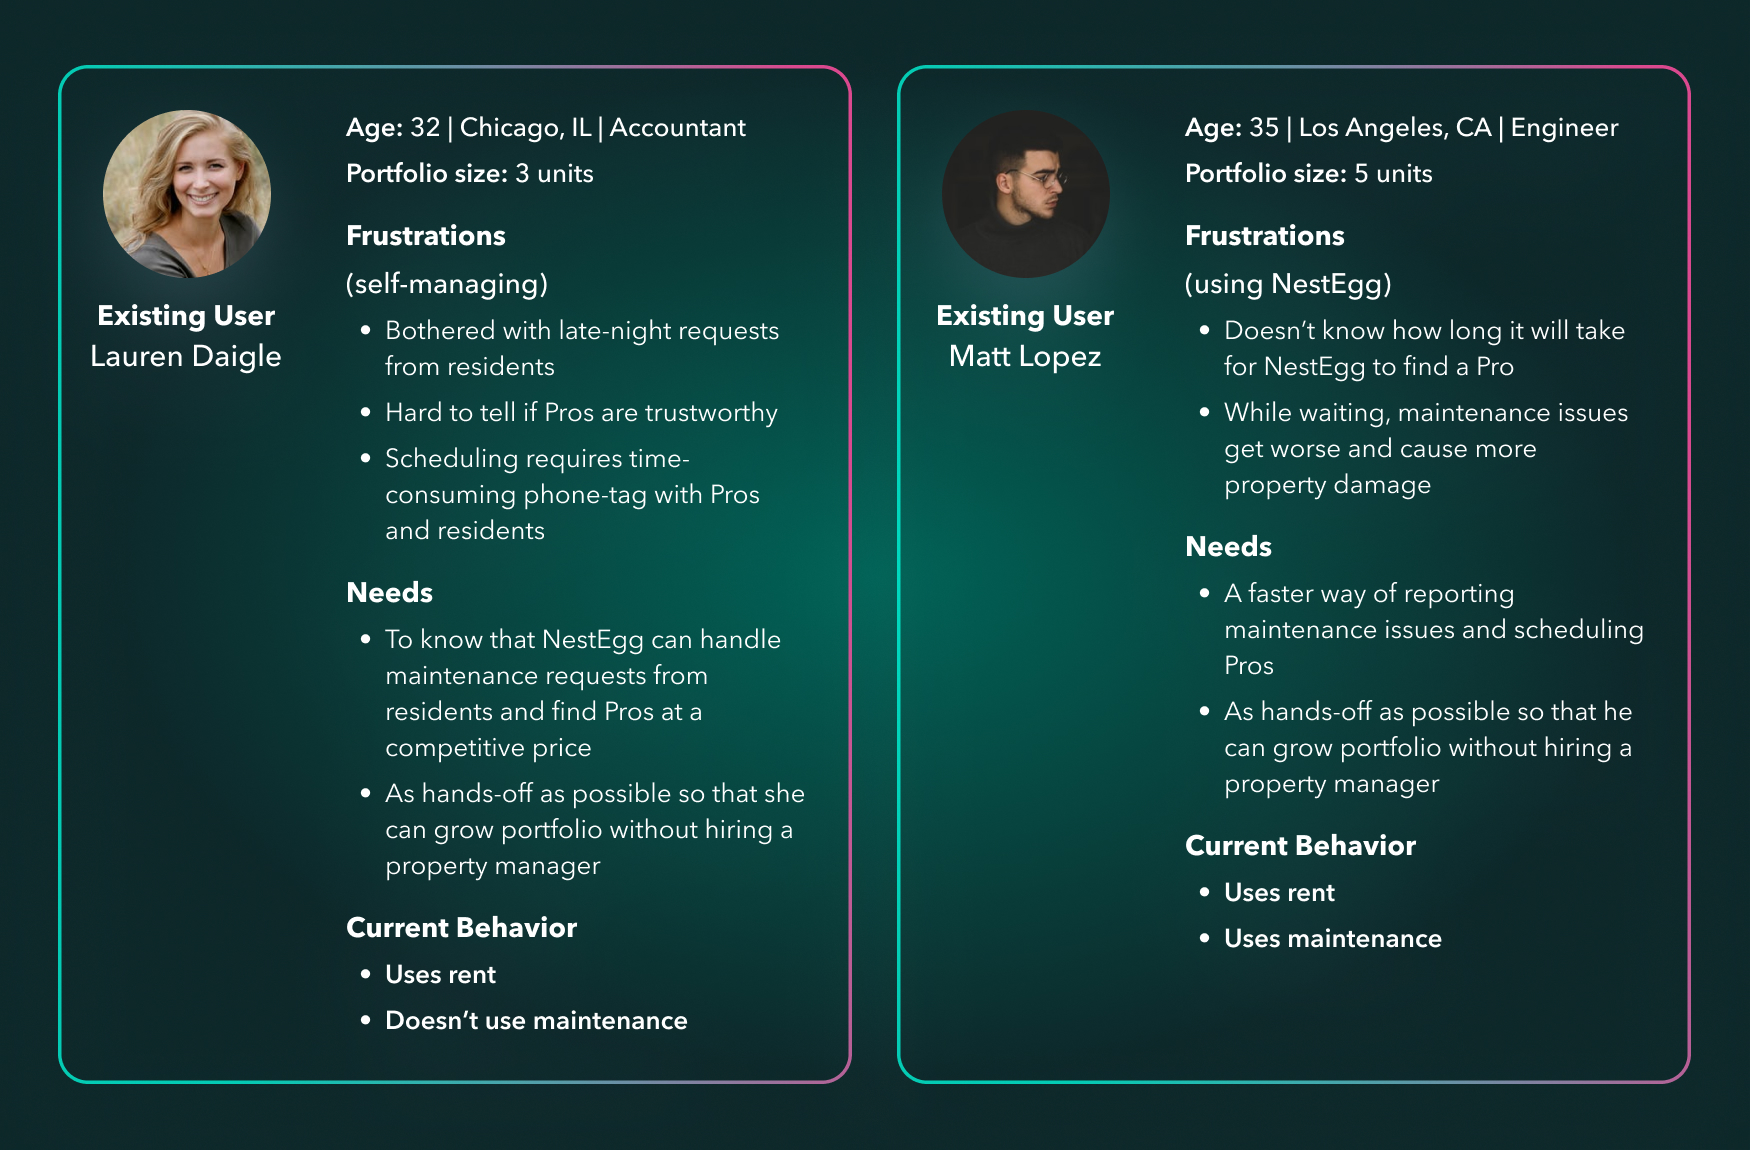 Existing User
Lauren Daigle
Age: 32 | Chicago, IL | Accountant
Portfolio size: 3 units
Frustrations
(self-managing)
• Bothered with late-night requests
from residents
• Hard to tell if Pros are trustworthy
• Scheduling requires time-
consuming phone-tag with Pros
and residents
Needs
• To know that NestEgg can handle
maintenance requests from
residents and find Pros at a
competitive price
• As hands-off as possible so that she
can grow portfolio without hiring a
property manager
Current Behavior
• Uses rent
• Doesn’t use maintenance
Existing User
Matt Lopez
Age: 35 | Los Angeles, CA | Engineer
Portfolio size: 5 units
Frustrations
(using NestEgg)
• Doesn’t know how long it will take
for NestEgg to find a Pro
• While waiting, maintenance issues
get worse and cause more
property damage
Needs
• A faster way of reporting
maintenance issues and scheduling
Pros
• As hands-off as possible so that he
can grow portfolio without hiring a
property manager
Current Behavior
• Uses rent
• Uses maintenance